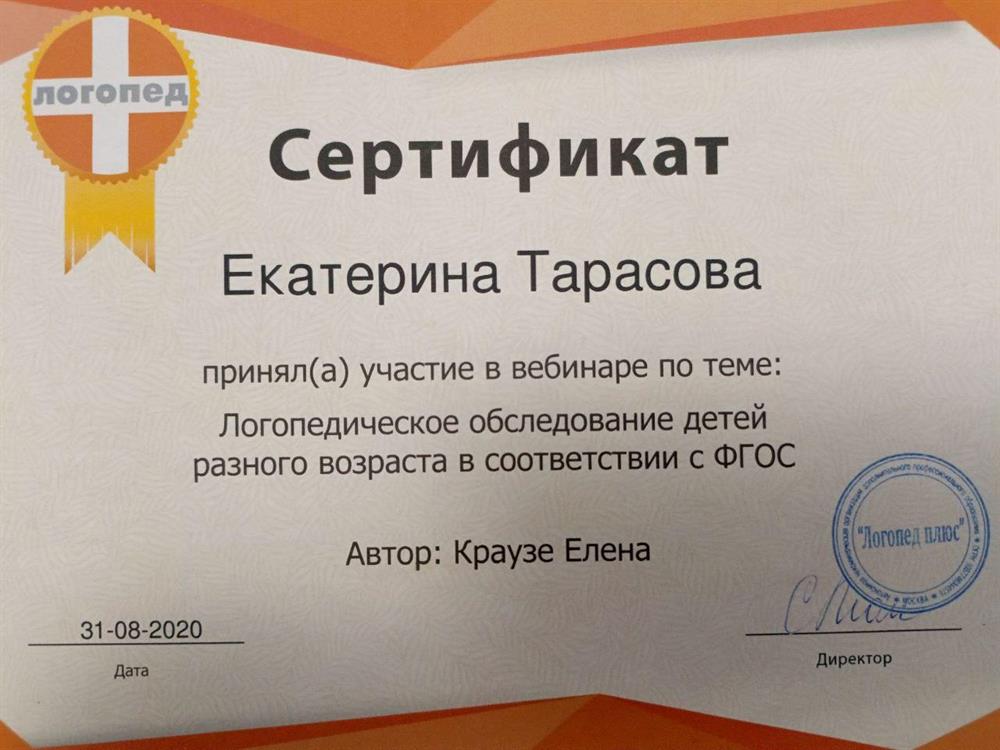 логопед
Сертификат
Екатерина Тарасова
принял(а) участие в вебинаре по теме:
Логопедическое обследование детей
разного возраста в соответствии с ФГОС
Автор: Краузе Елена
"Логопед плюс"
31-08-2020
Дата
Директор